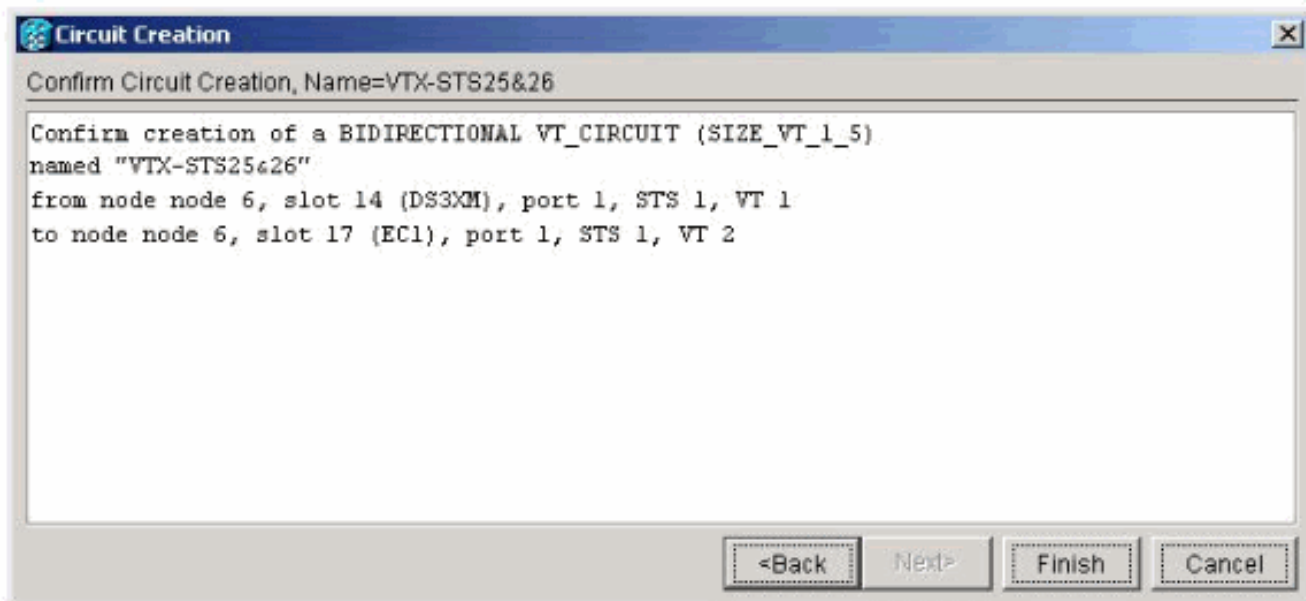 Circuit Creation
Confirm Circuit Creation, Name=VTX-STS25&26
Confirm creation of a BIDIRECTIONAL VT_CIRCUIT (SIZE_VT_1_5)
named "VTX-STS25&26"
from node node 6, slot 14 (DS3XM), port 1, STS 1, VT 1
to node node 6, slot 17 (EC1), port 1, STS 1, VT 2
<Back Next> Finish Cancel